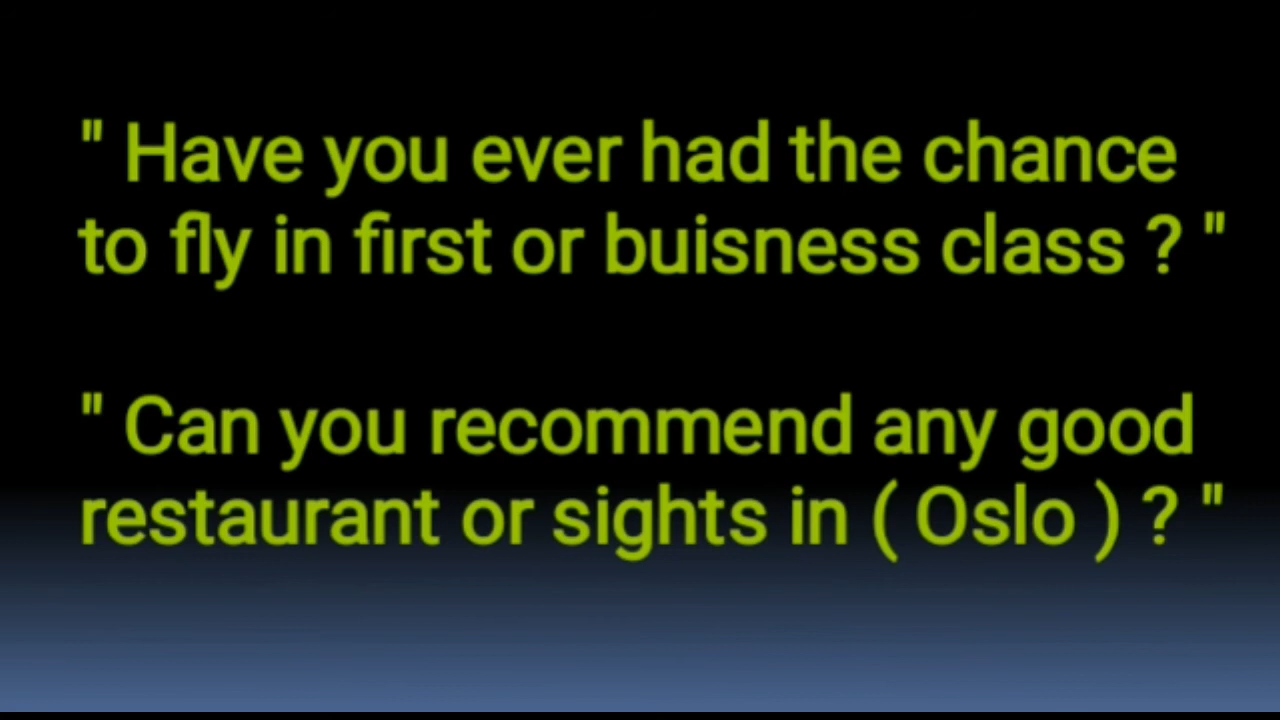 " Have you ever had the chance
to fly in first or buisness class ? "
" Can you recommend any good
restaurant or sights in ( Oslo ) ? "